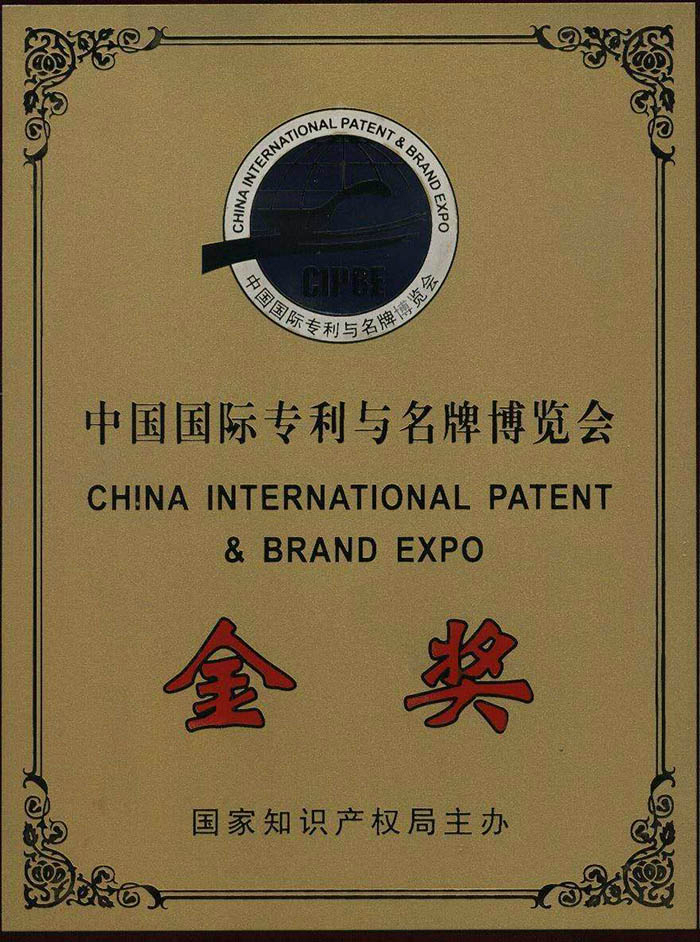 CHINA INTERNATIONAL PATENT & BRAND EXPO
CIPBE
中国国际专利与名牌博览会
中国国际专利与名牌博览会
CHINA INTERNATIONAL PATENT
& BRAND EXPO
金奖
国家知识产权局主办